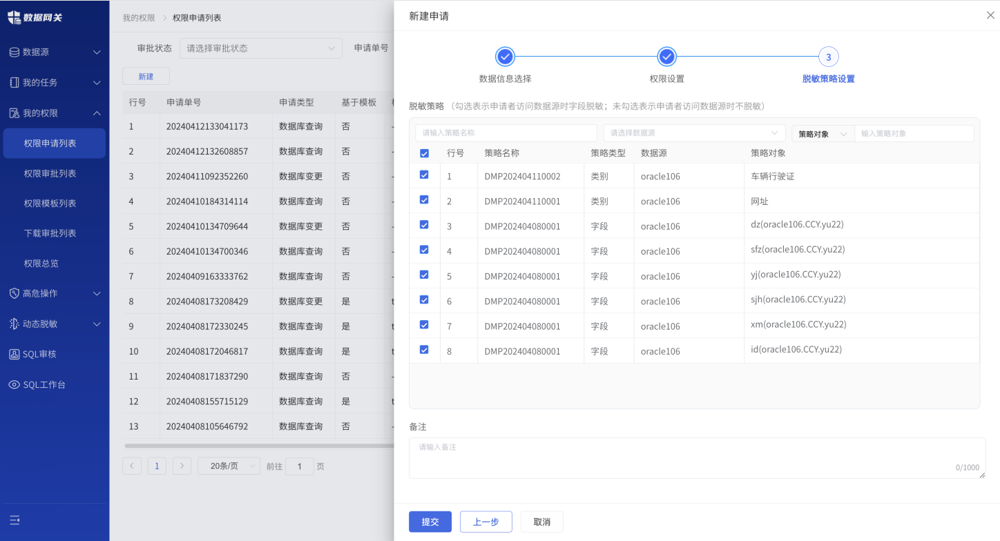 数据网关
数据源
我的任务
我的权限
权限申请列表
权限审批列表
权限模板列表
下载审批列表
权限总览
高危操作
动态脱敏
SQL审核
SQL工作台
我的权限 > 权限申请列表
审批状态 请选择审批状态 申请单号
新建
行号 申请单号 申请类型 基于模板
1 20240412133041173 数据库查询 否 -
2 20240412132608857 数据库查询 否 -
3 20240411092352260 数据库变更 否 -
4 20240410184314114 数据库查询 否 -
5 20240410134709644 数据库变更 否 -
6 20240410134700346 数据库查询 否 -
7 20240409163333762 数据库查询 否 -
8 20240408173208429 数据库变更 是 t
9 20240408172330245 数据库查询 是 t
10 20240408172046817 数据库查询 是 t
11 20240408171837290 数据库查询 否 -
12 20240408155715129 数据库查询 是 t
13 20240408105646792 数据库查询 否 -
1 20条/页 前往 1 页
新建申请
3
数据信息选择 权限设置 脱敏策略设置
脱敏策略 （勾选表示申请者访问数据源时字段脱敏；未勾选表示申请者访问数据源时不脱敏）
请输入策略名称 请选择数据源 策略对象 输入策略对象
行号 策略名称 策略类型 数据源 策略对象
1 DMP202404110002 类别 oracle106 车辆行驶证
2 DMP202404110001 类别 oracle106 网址
3 DMP202404080001 字段 oracle106 dz(oracle106.CCY.yu22)
4 DMP202404080001 字段 oracle106 sfz(oracle106.CCY.yu22)
5 DMP202404080001 字段 oracle106 yj(oracle106.CCY.yu22)
6 DMP202404080001 字段 oracle106 sjh(oracle106.CCY.yu22)
7 DMP202404080001 字段 oracle106 xm(oracle106.CCY.yu22)
8 DMP202404080001 字段 oracle106 id(oracle106.CCY.yu22)
备注
请输入备注
0/1000
提交 上一步 取消